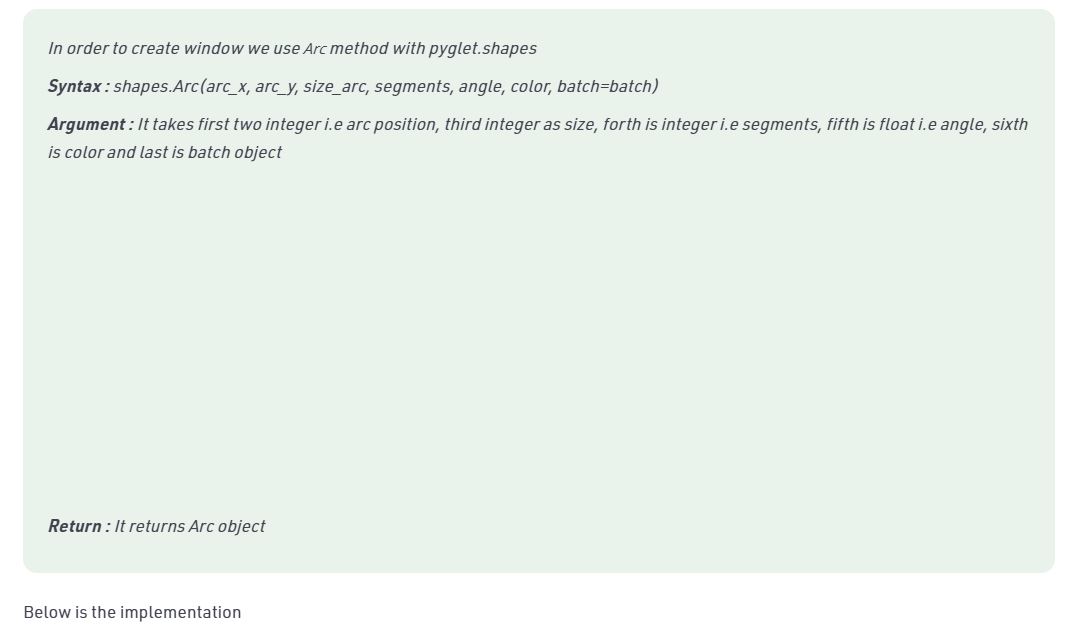 In order to create window we use Arc method with pyglet.shapes
Syntax : shapes.Arc(arc_x, arc_y, size_arc, segments, angle, color, batch=batch)
Argument : It takes first two integer i.e arc position, third integer as size, forth is integer i.e segments, fifth is float i.e angle, sixth
is color and last is batch object
Return : It returns Arc object
Below is the implementation